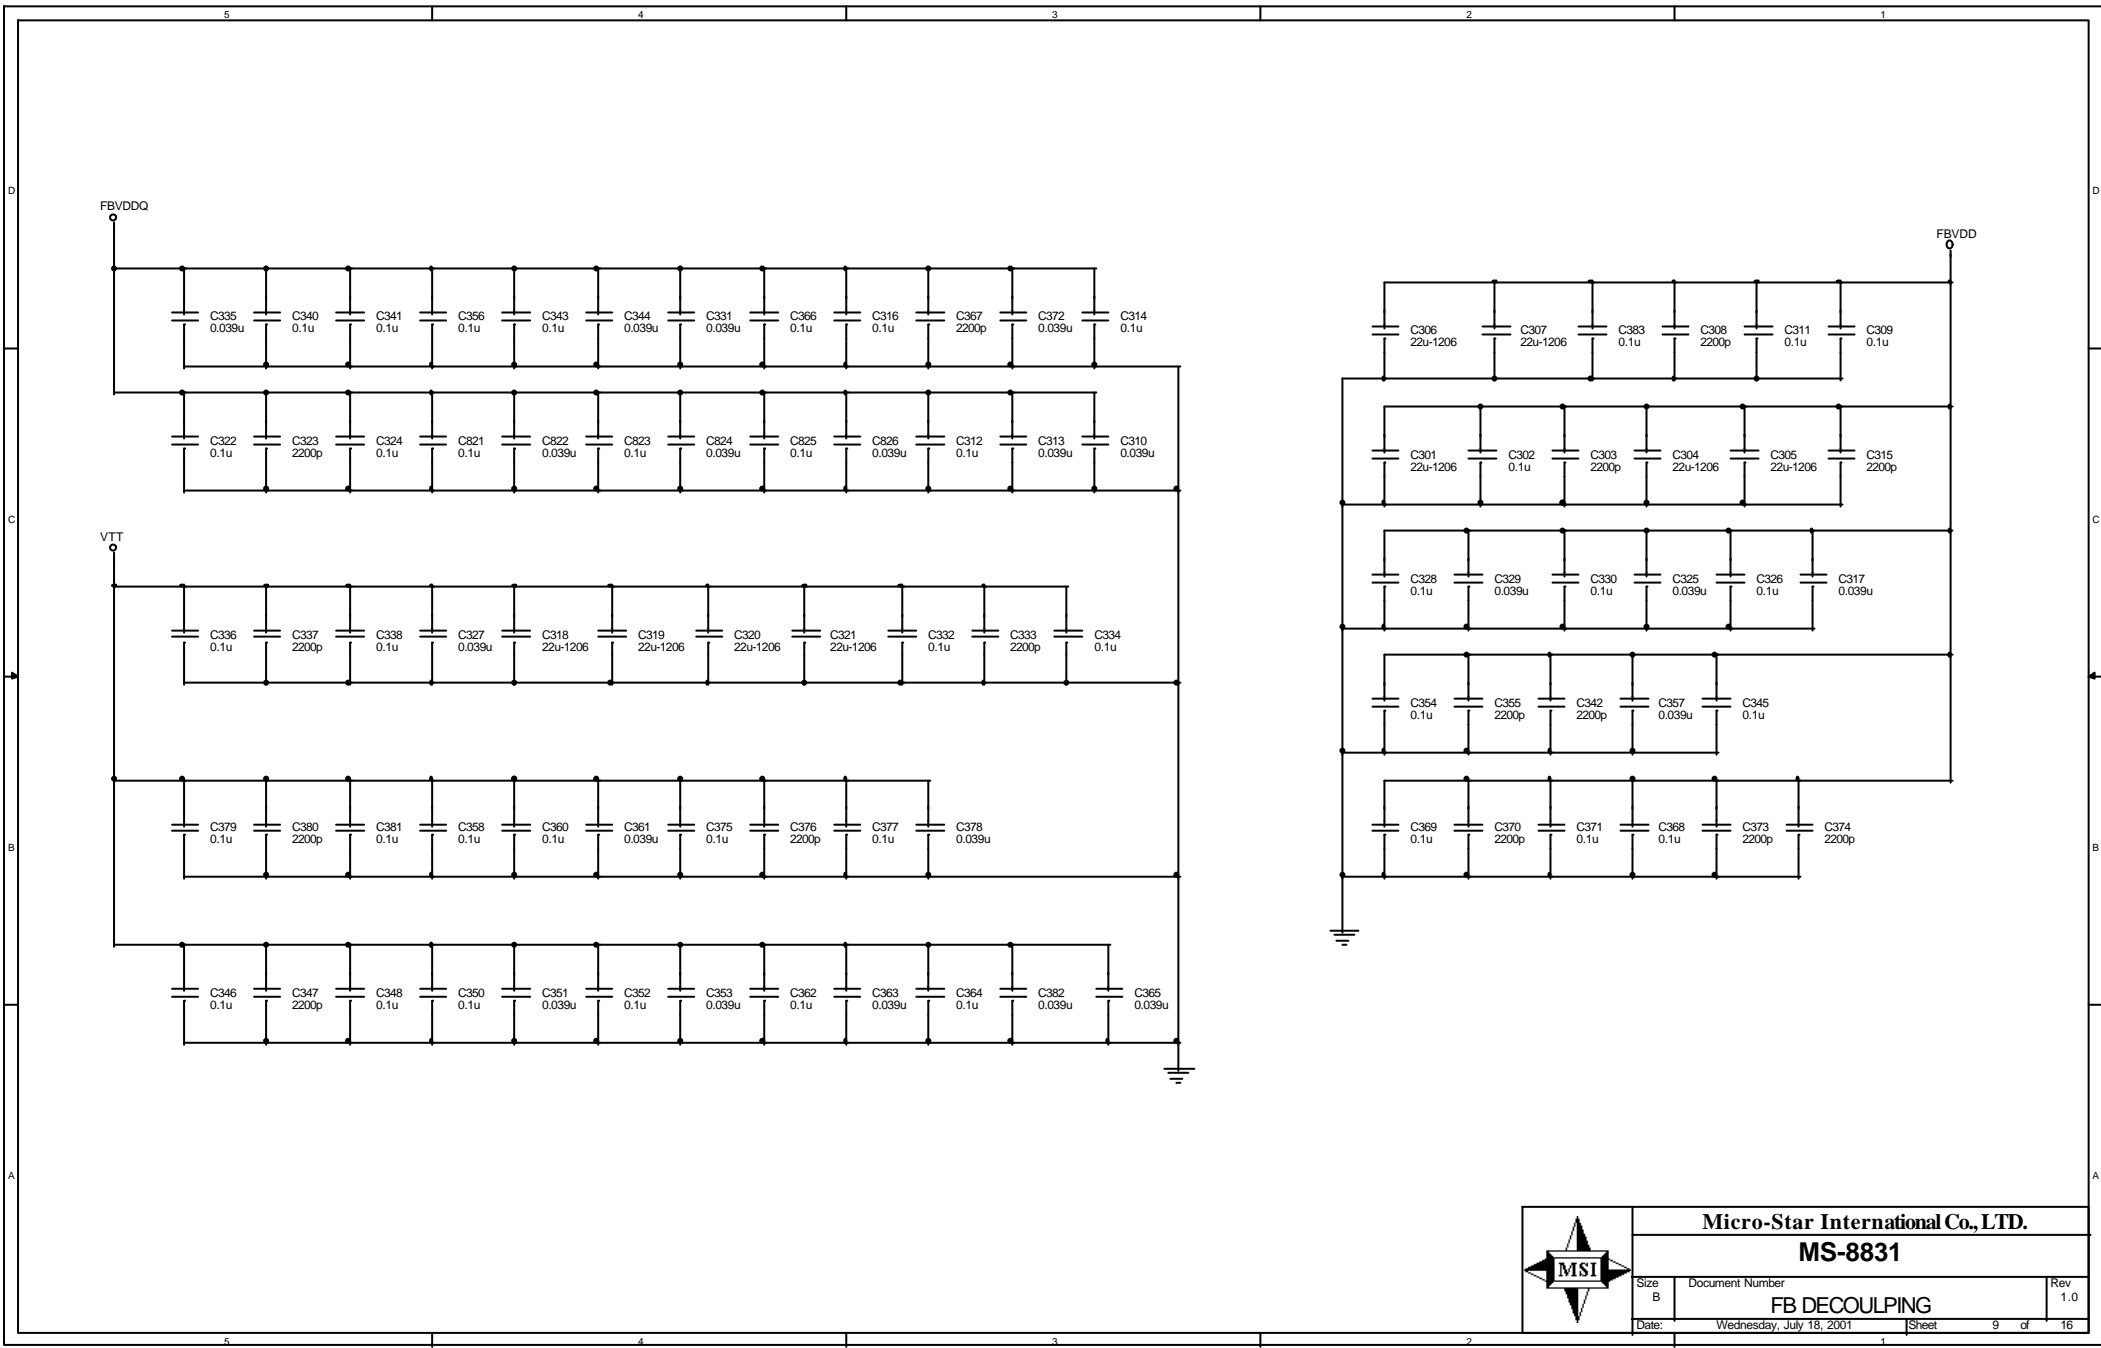 5 4 3 2 1
D D
FBVDDQ
FBVDD
C335 C340 C341 C356 C343 C344 C331 C366 C316 C367 C372 C314
0.039u 0.1u 0.1u 0.1u 0.1u 0.039u 0.039u 0.1u 0.1u 2200p 0.039u 0.1u
C306 C307 C383 C308 C311 C309
22u-1206 22u-1206 0.1u 2200p 0.1u 0.1u
C322 C323 C324 C821 C822 C823 C824 C825 C826 C312 C313 C310
0.1u 2200p 0.1u 0.1u 0.039u 0.1u 0.039u 0.1u 0.039u 0.1u 0.039u 0.039u
C301 C302 C303 C304 C305 C315
22u-1206 0.1u 2200p 22u-1206 22u-1206 2200p
C C
VTT
C328 C329 C330 C325 C326 C317
0.1u 0.039u 0.1u 0.039u 0.1u 0.039u
C336 C337 C338 C327 C318 C319 C320 C321 C332 C333 C334
0.1u 2200p 0.1u 0.039u 22u-1206 22u-1206 22u-1206 22u-1206 0.1u 2200p 0.1u
C354 C355 C342 C357 C345
0.1u 2200p 2200p 0.039u 0.1u
C379 C380 C381 C358 C360 C361 C375 C376 C377 C378
0.1u 2200p 0.1u 0.1u 0.1u 0.039u 0.1u 2200p 0.1u 0.039u
C369 C370 C371 C368 C373 C374
0.1u 2200p 0.1u 0.1u 2200p 2200p
B B
C346 C347 C348 C350 C351 C352 C353 C362 C363 C364 C382 C365
0.1u 2200p 0.1u 0.1u 0.039u 0.1u 0.039u 0.1u 0.039u 0.1u 0.039u 0.039u
A A
MSI
Micro-Star International Co., LTD.
MS-8831
Size Document Number Rev
B FB DECOULPING 1.0
Date: Wednesday, July 18, 2001 Sheet 9 of 16
5 4 3 2 1